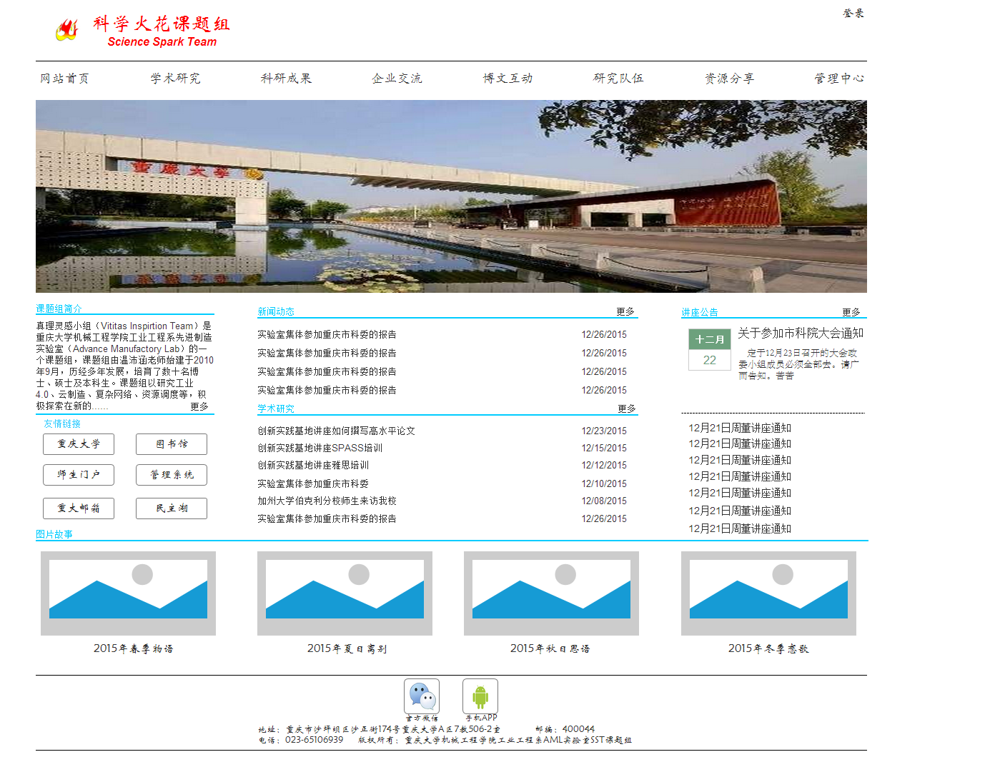 登录
科学火花课题组
Science Spark Team
网站首页 学术研究 科研成果 企业交流 博文互动 研究队伍 资源分享 管理中心
重庆大学
课题组简介
真理灵感小组（Vititas Inspirtion Team）是
重庆大学机械工程学院工业工程系先进制造
实验室（Advance Manufactory Lab）的一
个课题组，课题组由温沛涵老师始建于2010
年9月，历经多年发展，培育了数十名博
士、硕士及本科生。课题组以研究工业
4.0、云制造、复杂网络、资源调度等，积
极探索在新的...... 更多
友情链接
重庆大学 图书馆
师生门户 管理系统
重大邮箱 民主湖
新闻动态 更多
实验室集体参加重庆市科委的报告 12/26/2015
实验室集体参加重庆市科委的报告 12/26/2015
实验室集体参加重庆市科委的报告 12/26/2015
实验室集体参加重庆市科委的报告 12/26/2015
学术研究 更多
创新实践基地讲座如何撰写高水平论文 12/23/2015
创新实践基地讲座SPASS培训 12/15/2015
创新实践基地讲座雅思培训 12/12/2015
实验室集体参加重庆市科委 12/10/2015
加州大学伯克利分校师生来访我校 12/08/2015
实验室集体参加重庆市科委的报告 12/26/2015
讲座公告 更多
十二月
22
关于参加市科院大会通知
定于12月23日召开的大会政
委小组成员必须全部去。请广
而告知。苦苦
12月21日周董讲座通知
12月21日周董讲座通知
12月21日周董讲座通知
12月21日周董讲座通知
12月21日周董讲座通知
12月21日周董讲座通知
12月21日周董讲座通知
图片故事
2015年春季物语 2015年夏日离别 2015年秋日思语 2015年冬季恋歌
官方微信 手机APP
地址：重庆市沙坪坝区沙正街174号重庆大学A区7教506-2室 邮编：400044
电话：023-65106939 版权所有：重庆大学机械工程学院工业工程系AML实验室SST课题组